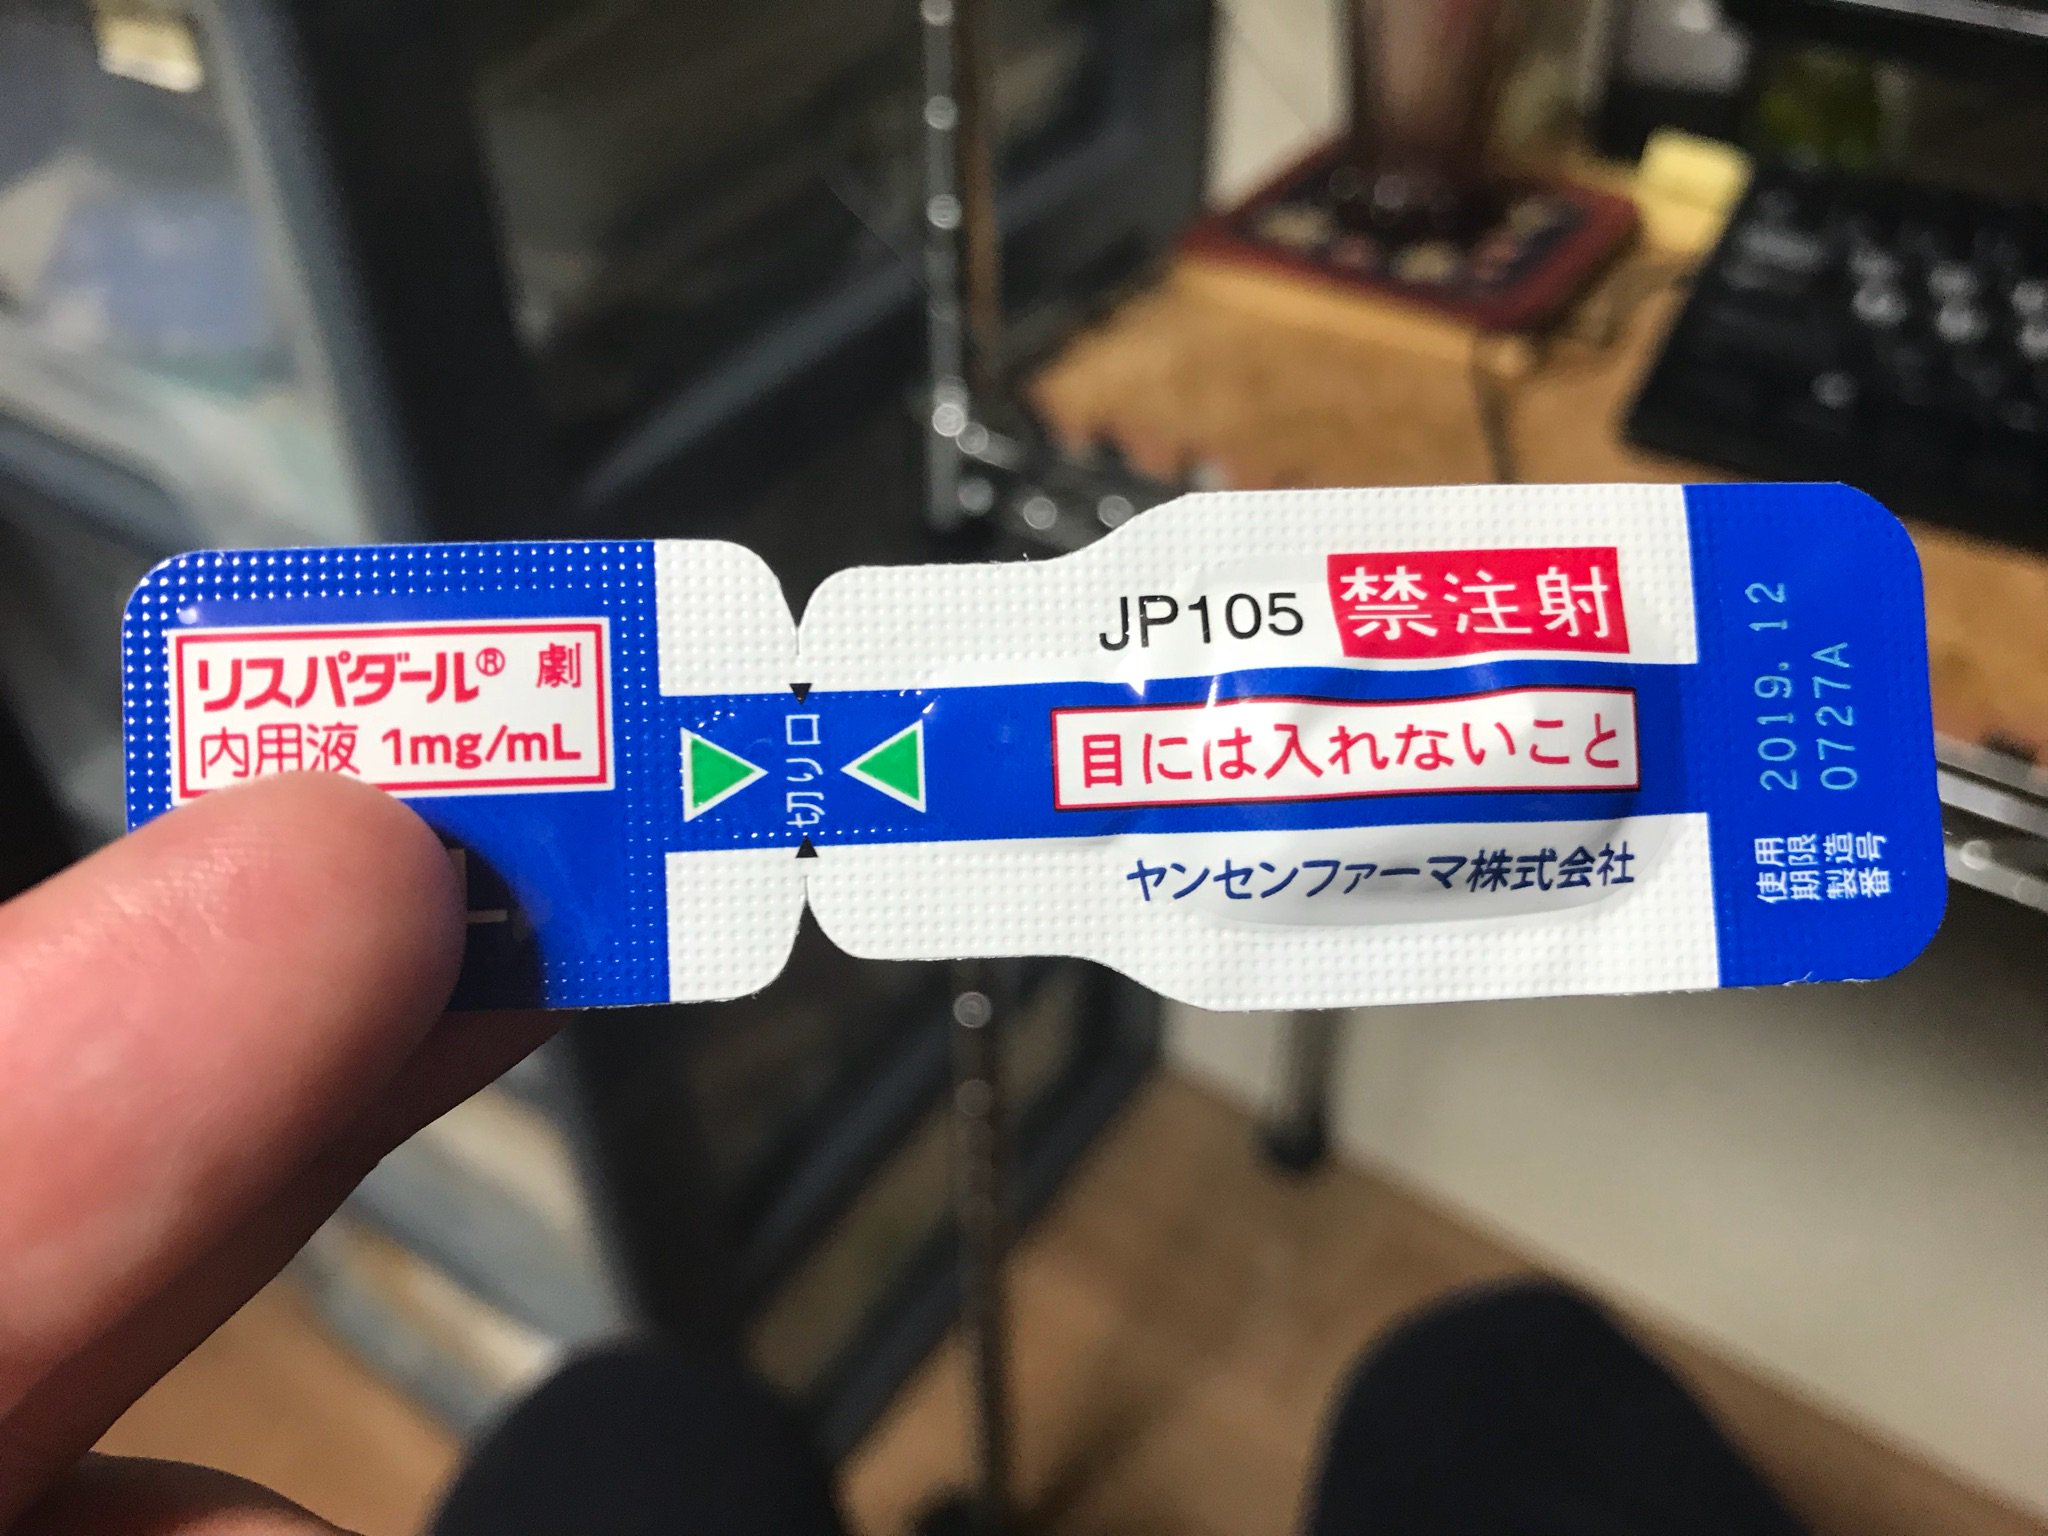 リスパダール® 劇
内用液 1mg/mL
切り口
JP105 禁注射
目には入れないこと
ヤンセンファーマ株式会社
使用期限 2019.12
製造番号 0727A